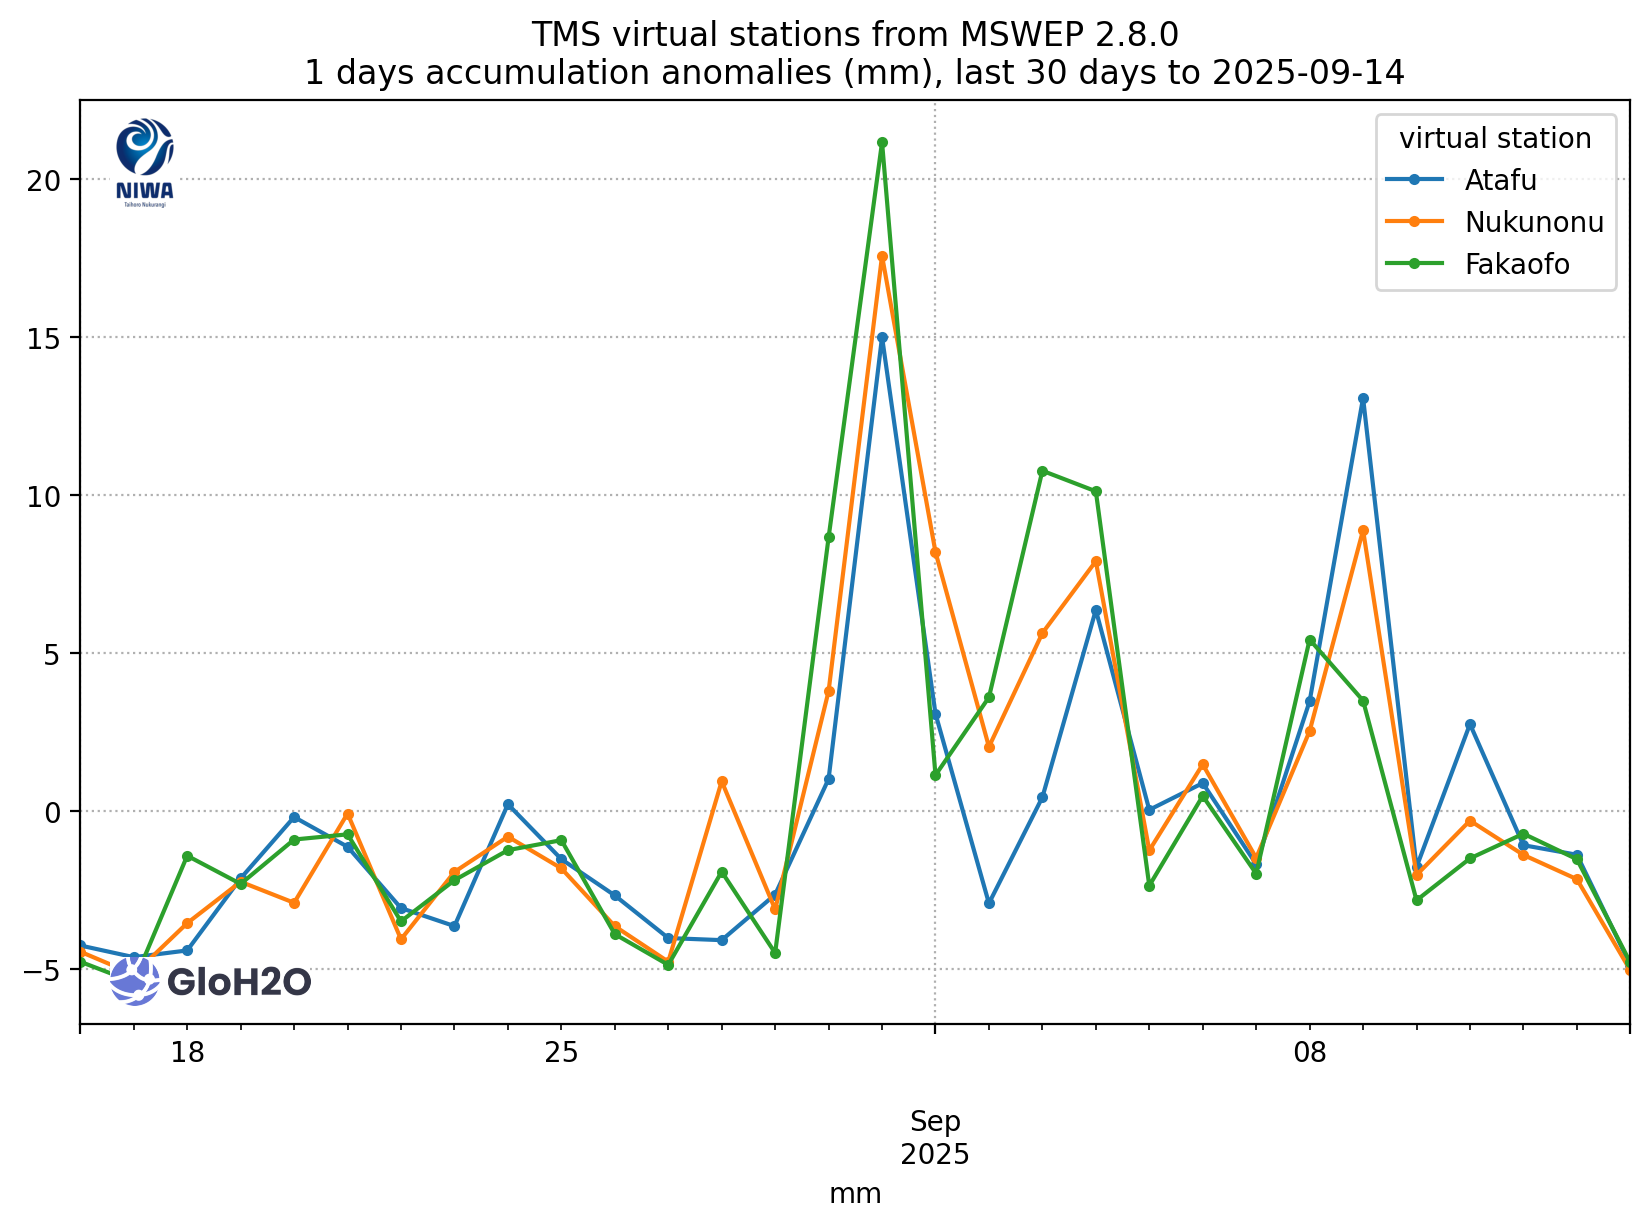 TMS virtual stations from MSWEP 2.8.0
1 days accumulation anomalies (mm), last 30 days to 2025-09-14
NIWA
Taihoro Nukurangi
virtual station
Atafu
Nukunonu
Fakaofo
20
15
10
5
0
−5
GloH2O
18
25
08
Sep
2025
mm